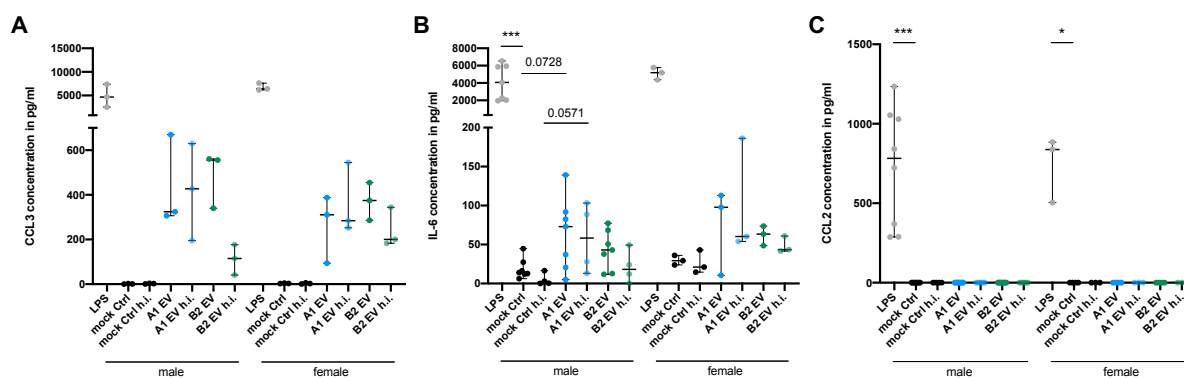 A
CCL3 concentration in pg/ml
15000
10000
5000
600
400
200
0
LPS
mock Ctrl
mock Ctrl h.i.
A1 EV
A1 EV h.i.
B2 EV
B2 EV h.i.
LPS
mock Ctrl
mock Ctrl h.i.
A1 EV
A1 EV h.i.
B2 EV
B2 EV h.i.
male
female
B
IL-6 concentration in pg/ml
8000
6000
4000
2000
200
150
100
50
0
***
0.0728
0.0571
LPS
mock Ctrl
mock Ctrl h.i.
A1 EV
A1 EV h.i.
B2 EV
B2 EV h.i.
LPS
mock Ctrl
mock Ctrl h.i.
A1 EV
A1 EV h.i.
B2 EV
B2 EV h.i.
male
female
C
CCL2 concentration in pg/ml
1500
1000
500
0
***
*
LPS
mock Ctrl
mock Ctrl h.i.
A1 EV
A1 EV h.i.
B2 EV
B2 EV h.i.
LPS
mock Ctrl
mock Ctrl h.i.
A1 EV
A1 EV h.i.
B2 EV
B2 EV h.i.
male
female